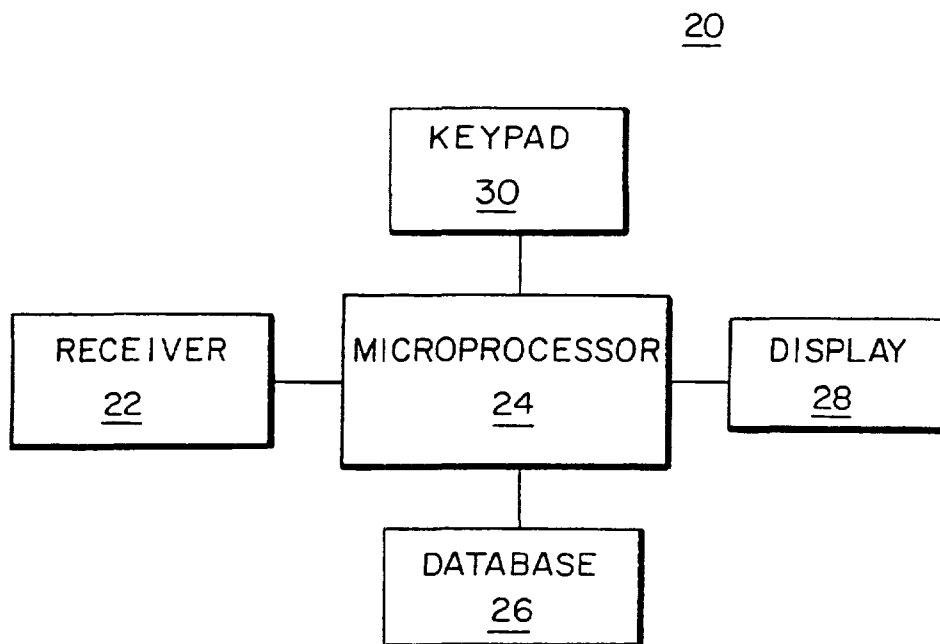 20
KEYPAD
30
RECEIVER
22
MICROPROCESSOR
24
DISPLAY
28
DATABASE
26